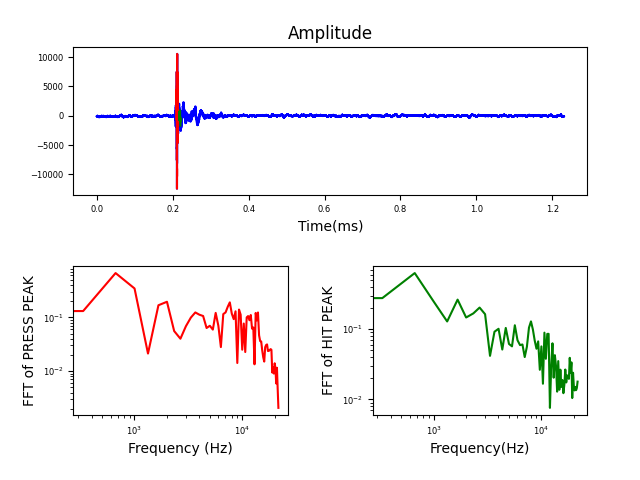 Amplitude
10000
5000
0
−5000
−10000
0.0 0.2 0.4 0.6 0.8 1.0 1.2
Time(ms)
FFT of PRESS PEAK
10⁻¹
10⁻²
10³ 10⁴
Frequency (Hz)
FFT of HIT PEAK
10⁻¹
10⁻²
10³ 10⁴
Frequency(Hz)